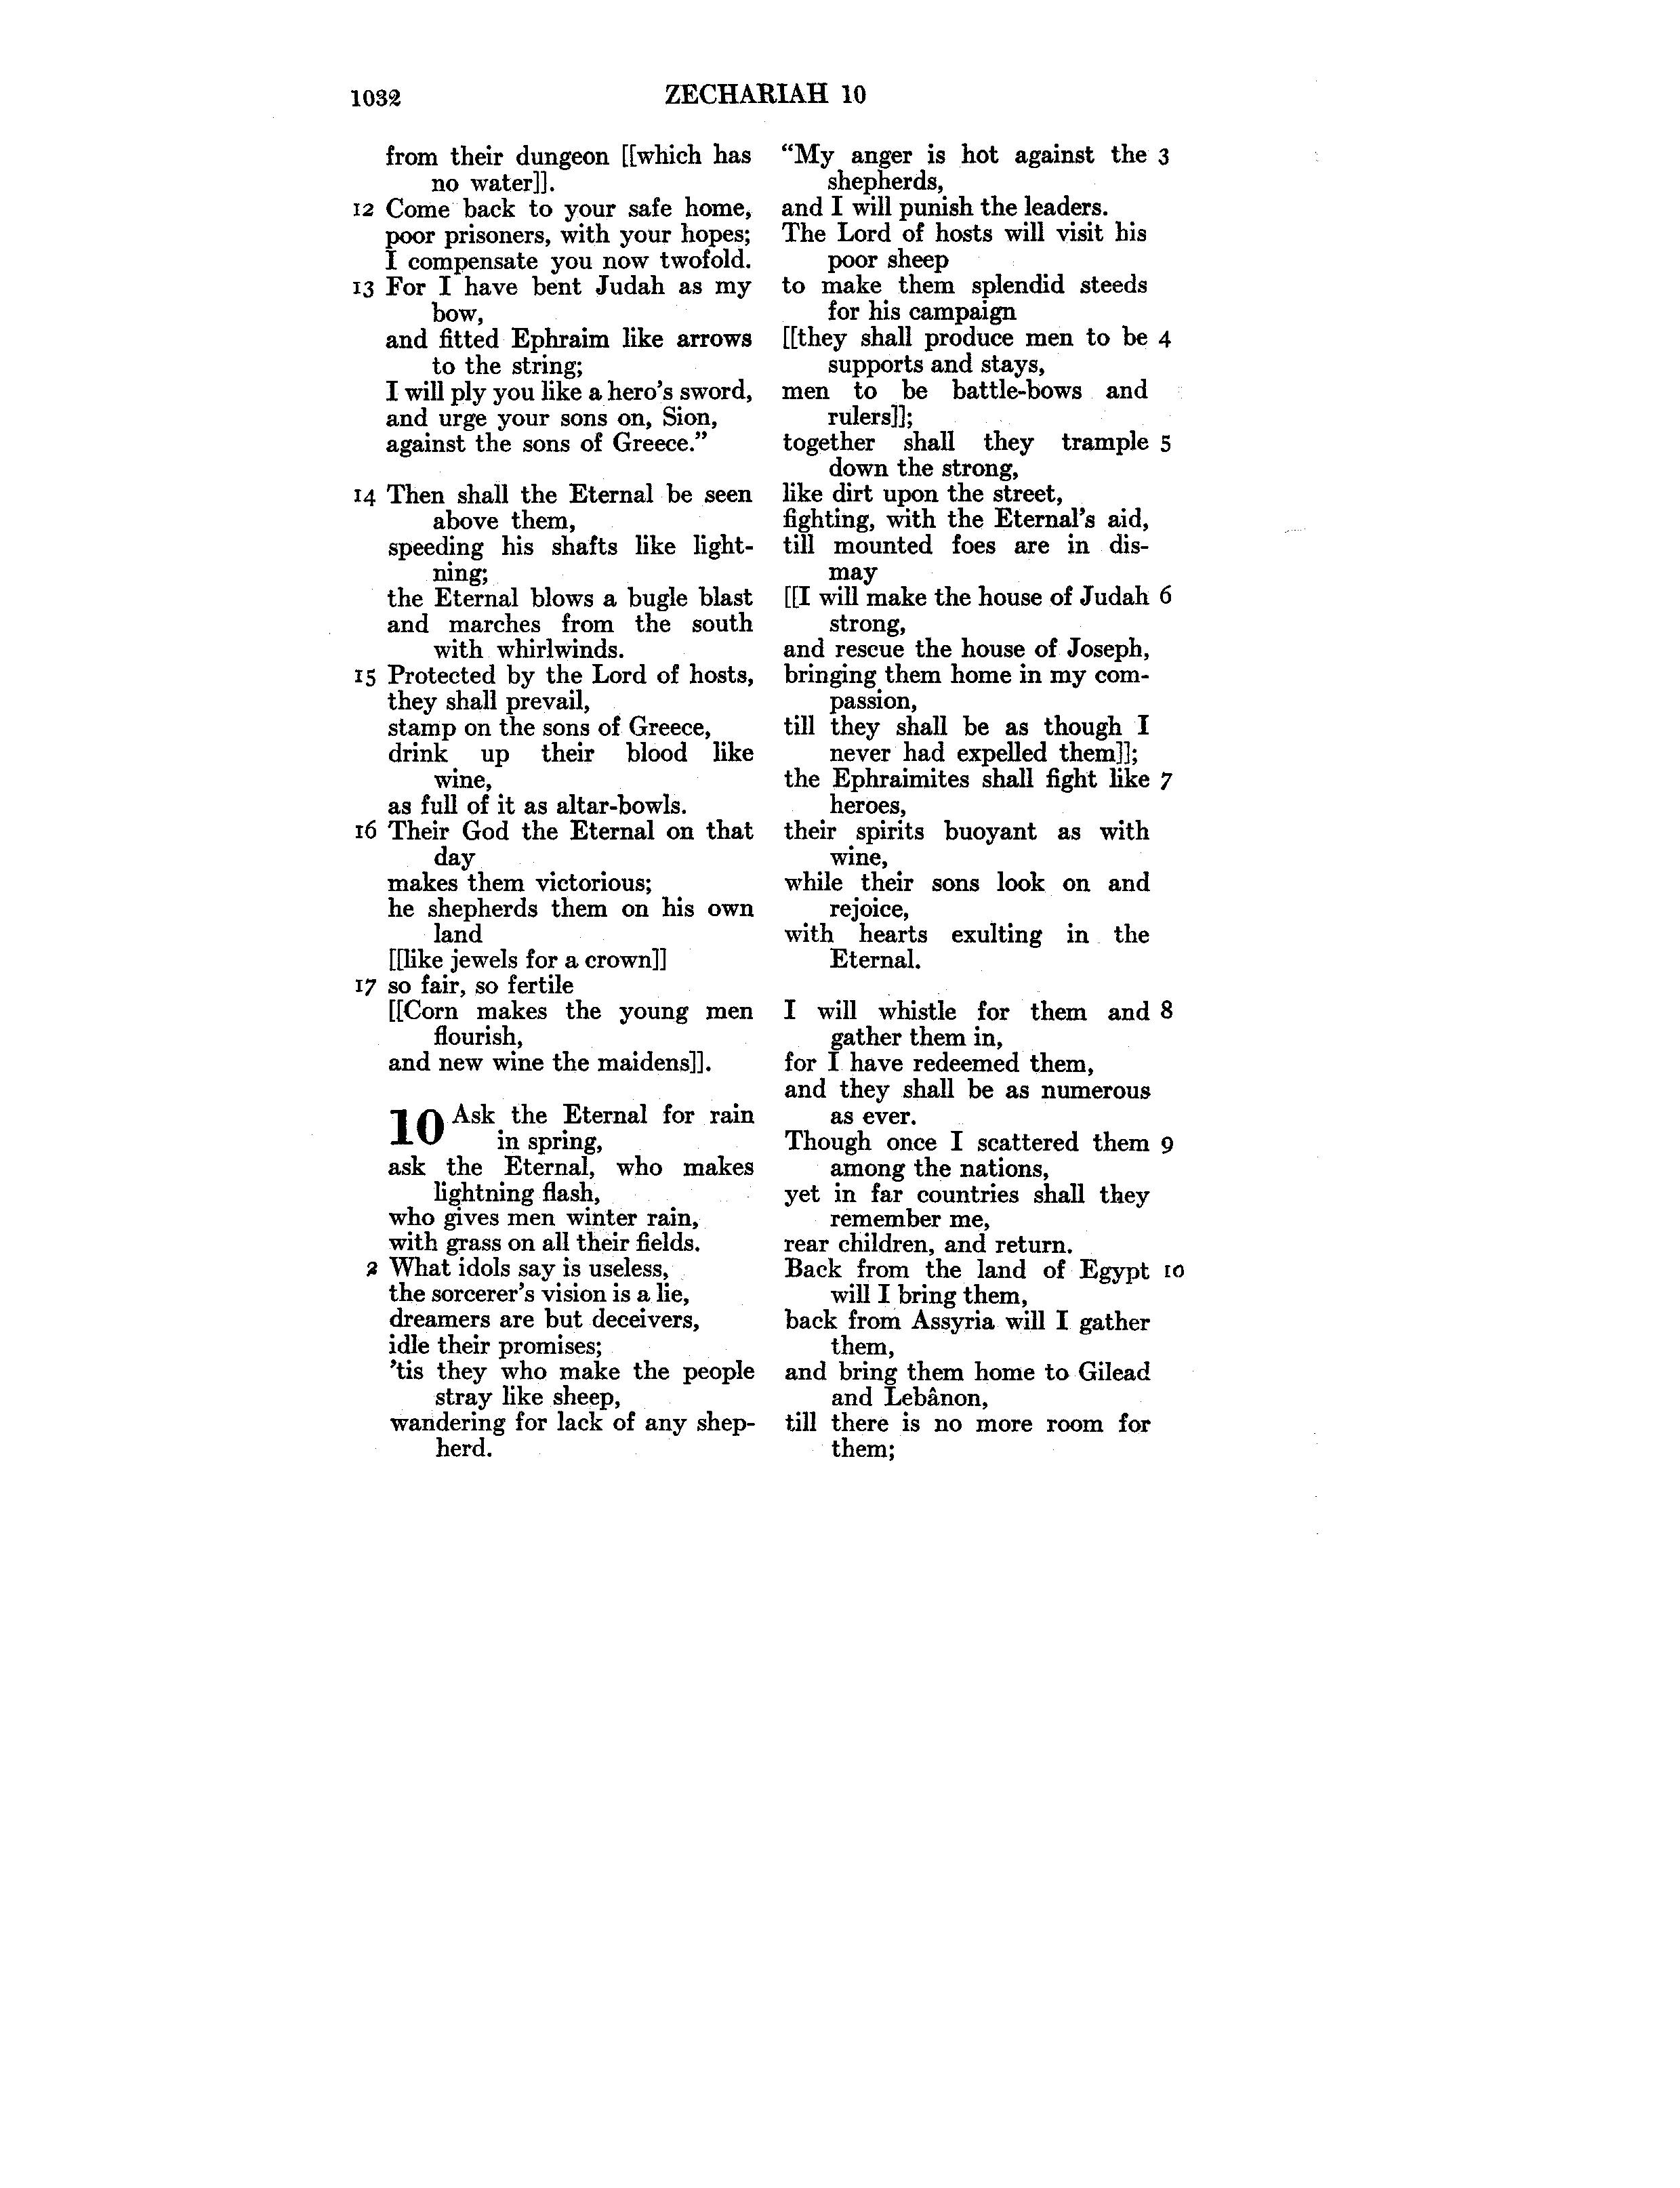 1032
ZECHARIAH 10
from their dungeon [[which has
no water]].
12 Come back to your safe home,
poor prisoners, with your hopes;
I compensate you now twofold.
13 For I have bent Judah as my
bow,
and fitted Ephraim like arrows
to the string;
I will ply you like a hero's sword,
and urge your sons on, Sion,
against the sons of Greece.”
14 Then shall the Eternal be seen
above them,
speeding his shafts like light-
ning;
the Eternal blows a bugle blast
and marches from the south
with whirlwinds.
15 Protected by the Lord of hosts,
they shall prevail,
stamp on the sons of Greece,
drink up their blood like
wine,
as full of it as altar-bowls.
16 Their God the Eternal on that
day
makes them victorious;
he shepherds them on his own
land
[[like jewels for a crown]]
17 so fair, so fertile
[[Corn makes the young men
flourish,
and new wine the maidens]].
10 Ask the Eternal for rain
in spring,
ask the Eternal, who makes
lightning flash,
who gives men winter rain,
with grass on all their fields.
2 What idols say is useless,
the sorcerer's vision is a lie,
dreamers are but deceivers,
idle their promises;
'tis they who make the people
stray like sheep,
wandering for lack of any shep-
herd.
“My anger is hot against the 3
shepherds,
and I will punish the leaders.
The Lord of hosts will visit his
poor sheep
to make them splendid steeds
for his campaign
[[they shall produce men to be 4
supports and stays,
men to be battle-bows and
rulers]];
together shall they trample 5
down the strong,
like dirt upon the street,
fighting, with the Eternal's aid,
till mounted foes are in dis-
may
[[I will make the house of Judah 6
strong,
and rescue the house of Joseph,
bringing them home in my com-
passion,
till they shall be as though I
never had expelled them]];
the Ephraimites shall fight like 7
heroes,
their spirits buoyant as with
wine,
while their sons look on and
rejoice,
with hearts exulting in the
Eternal.
I will whistle for them and 8
gather them in,
for I have redeemed them,
and they shall be as numerous
as ever.
Though once I scattered them 9
among the nations,
yet in far countries shall they
remember me,
rear children, and return.
Back from the land of Egypt 10
will I bring them,
back from Assyria will I gather
them,
and bring them home to Gilead
and Lebânon,
till there is no more room for
them;